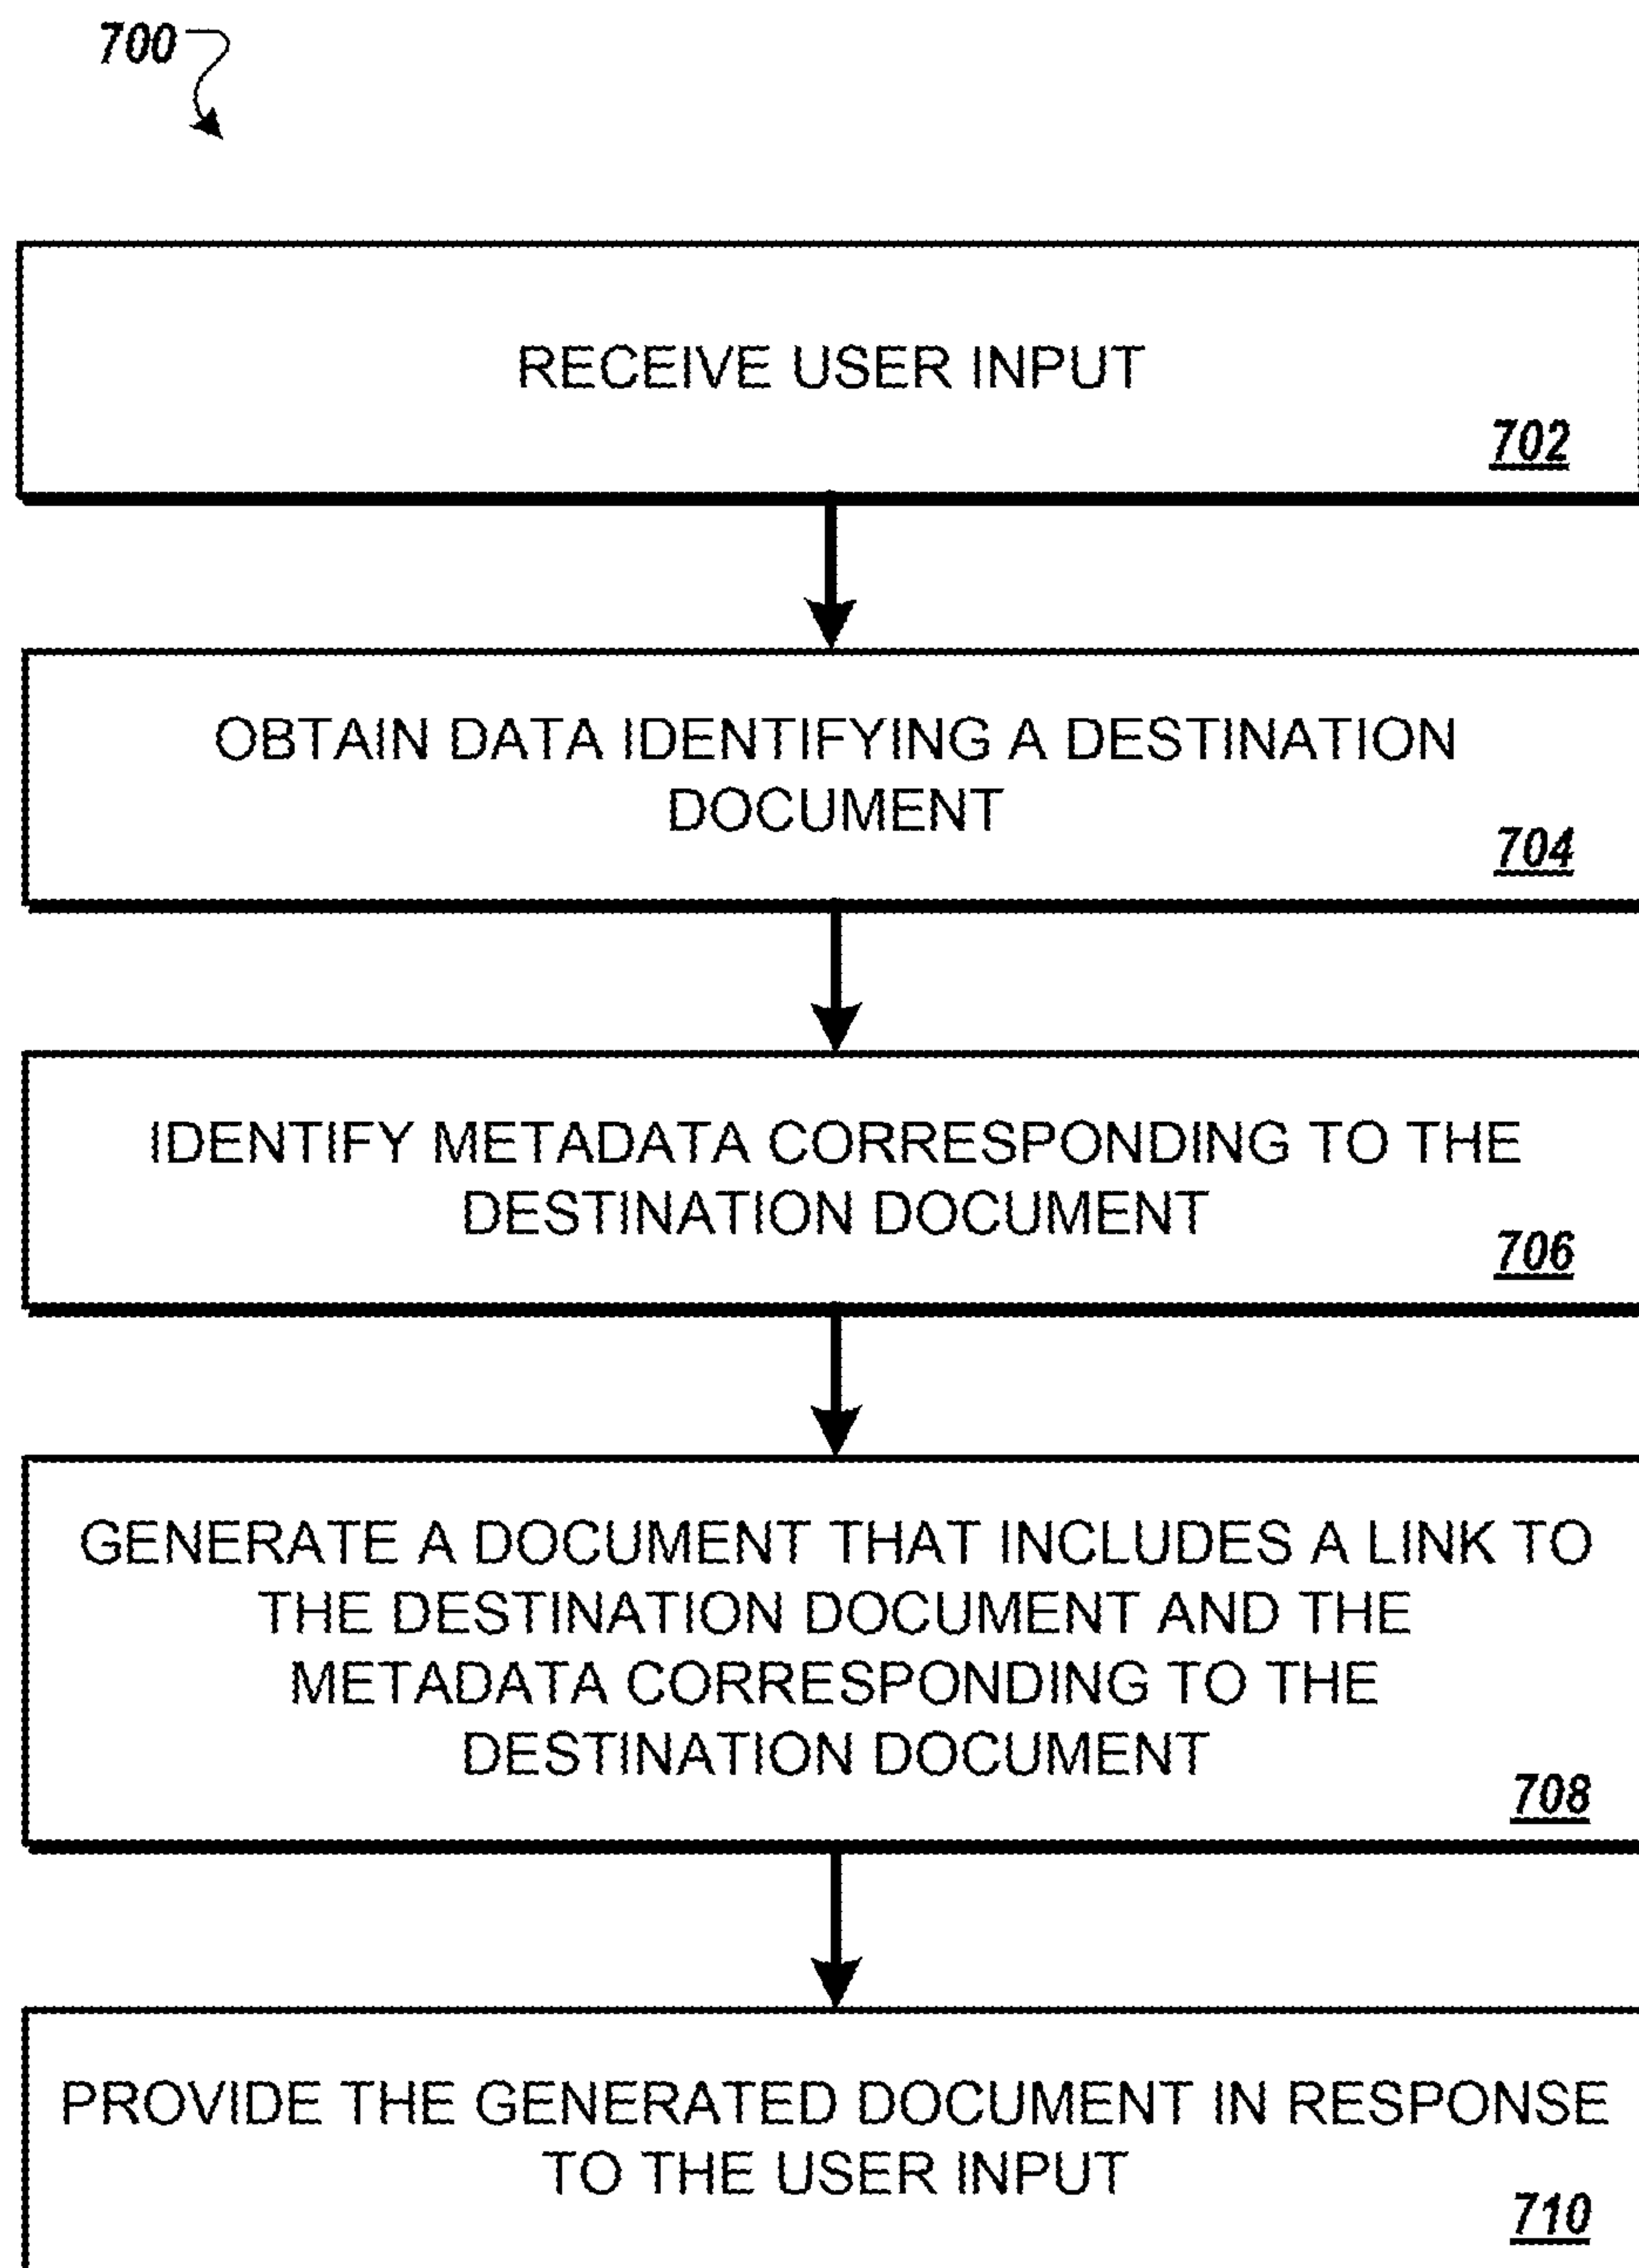 700
RECEIVE USER INPUT
702
OBTAIN DATA IDENTIFYING A DESTINATION
DOCUMENT
704
IDENTIFY METADATA CORRESPONDING TO THE
DESTINATION DOCUMENT
706
GENERATE A DOCUMENT THAT INCLUDES A LINK TO
THE DESTINATION DOCUMENT AND THE
METADATA CORRESPONDING TO THE
DESTINATION DOCUMENT
708
PROVIDE THE GENERATED DOCUMENT IN RESPONSE
TO THE USER INPUT
710